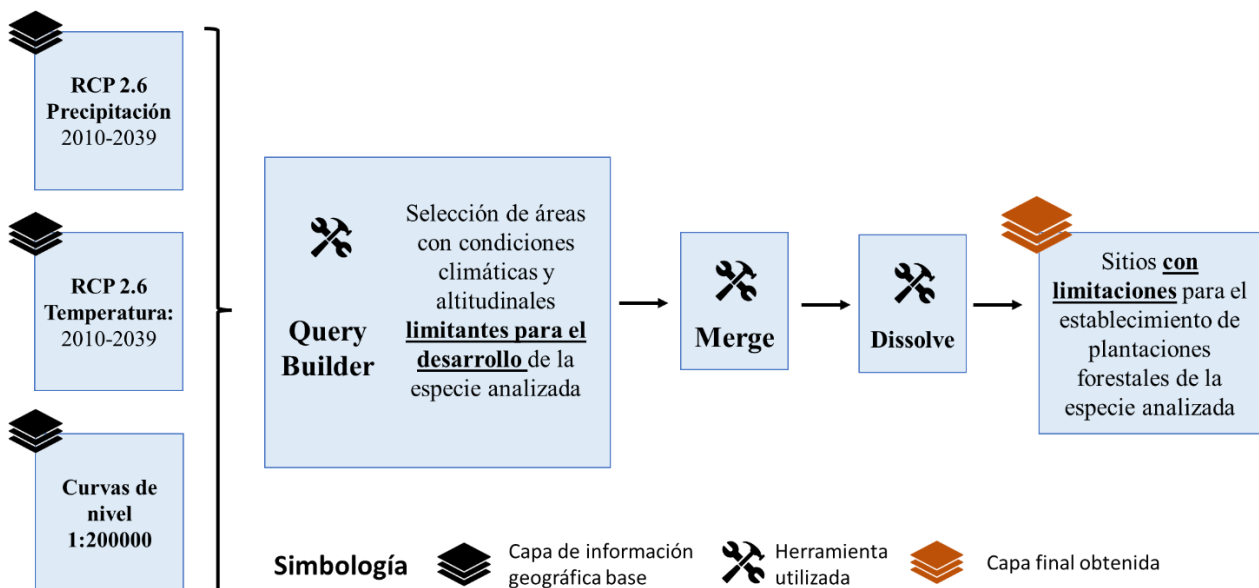 RCP 2.6
Precipitación
2010-2039
RCP 2.6
Temperatura:
2010-2039
Curvas de
nivel
1:200000
Query
Builder
Selección de áreas
con condiciones
climáticas y
altitudinales
limitantes para el
desarrollo de la
especie analizada
Merge
Dissolve
Sitios con
limitaciones para el
establecimiento de
plantaciones
forestales de la
especie analizada
Simbología
Capa de información
geográfica base
Herramienta
utilizada
Capa final obtenida